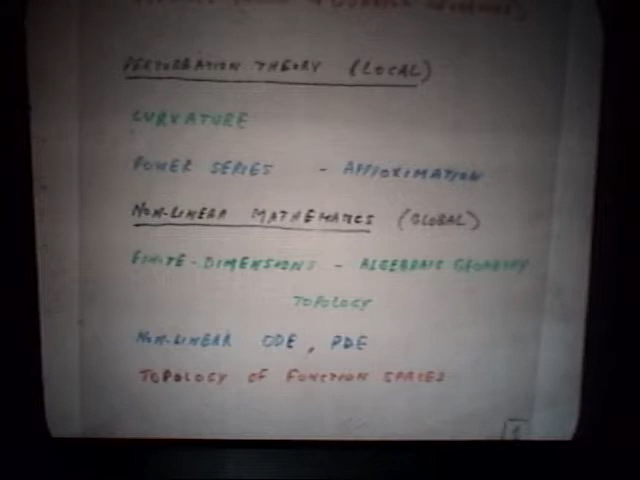 PERTURBATION THEORY (LOCAL)
CURVATURE
POWER SERIES - APPROXIMATION
NON-LINEAR MATHEMATICS (GLOBAL)
FINITE-DIMENSIONS - ALGEBRAIC GEOMETRY
TOPOLOGY
NON-LINEAR ODE, PDE
TOPOLOGY OF FUNCTION SPACES